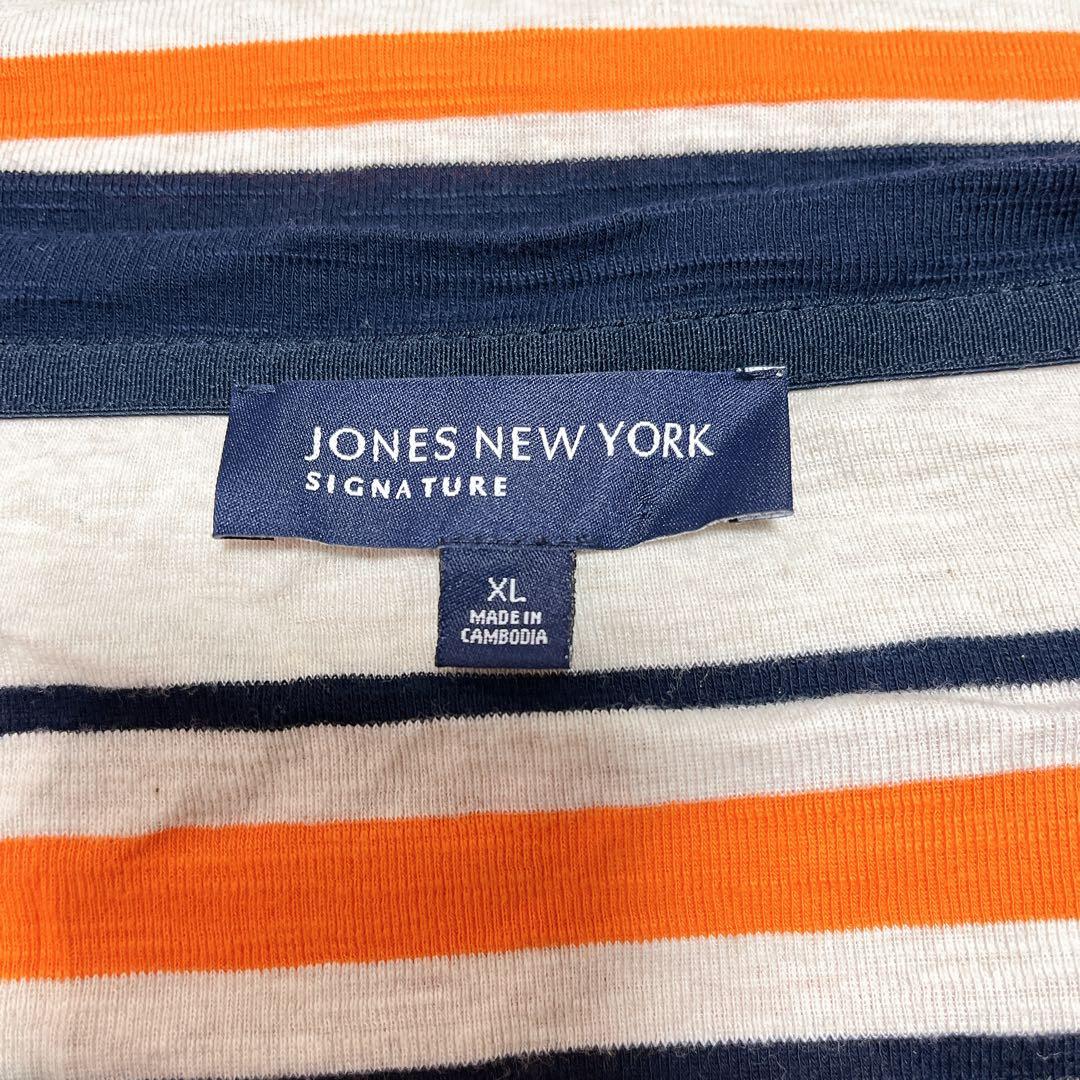 JONES NEW YORK
SIGNATURE
XL
MADE IN
CAMBODIA